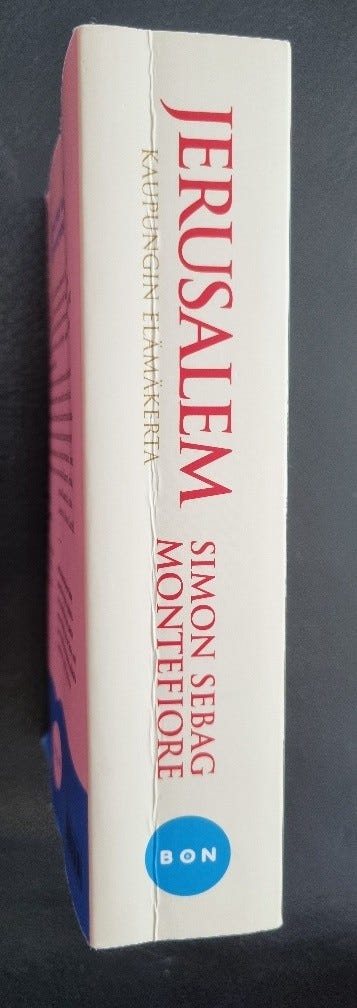 JERUSALEM
KAUPUNGIN ELÄMÄKERTA
SIMON SEBAG
MONTEFIORE
BON